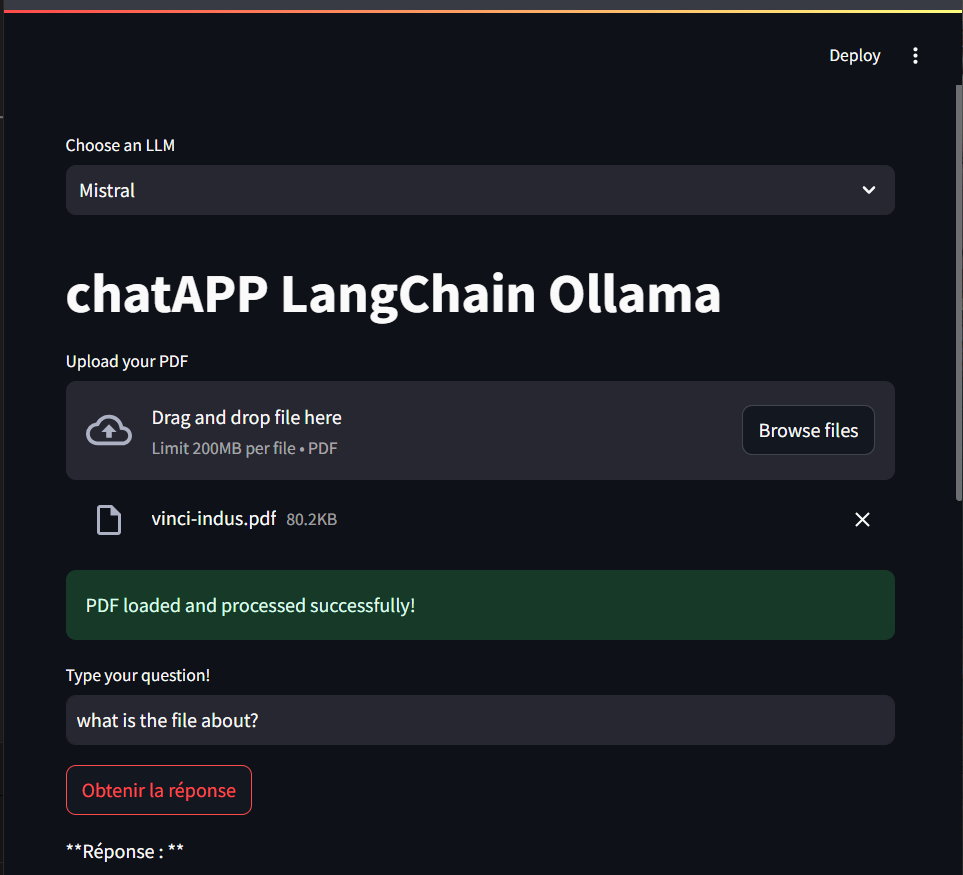 Deploy
Choose an LLM
Mistral
chatAPP LangChain Ollama
Upload your PDF
Drag and drop file here
Limit 200MB per file • PDF
Browse files
vinci-indus.pdf 80.2KB
PDF loaded and processed successfully!
Type your question!
what is the file about?
Obtenir la réponse
**Réponse : **